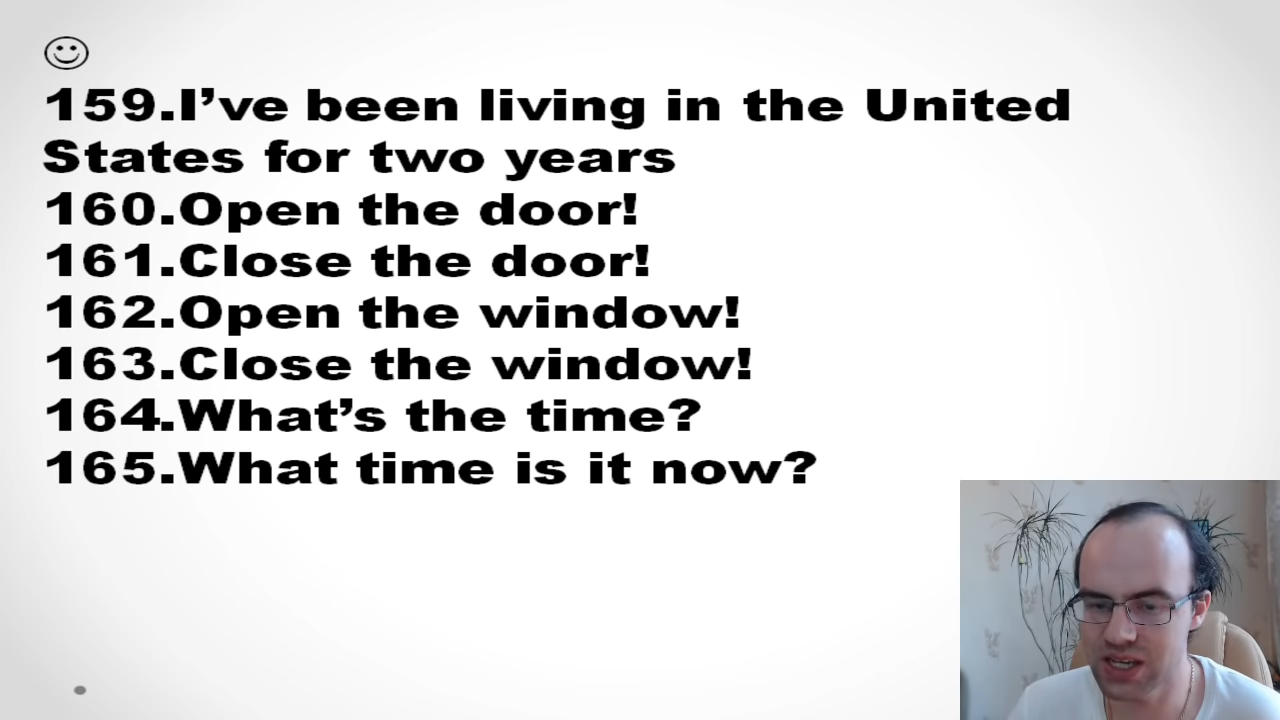 159.I’ve been living in the United
States for two years
160.Open the door!
161.Close the door!
162.Open the window!
163.Close the window!
164.What’s the time?
165.What time is it now?